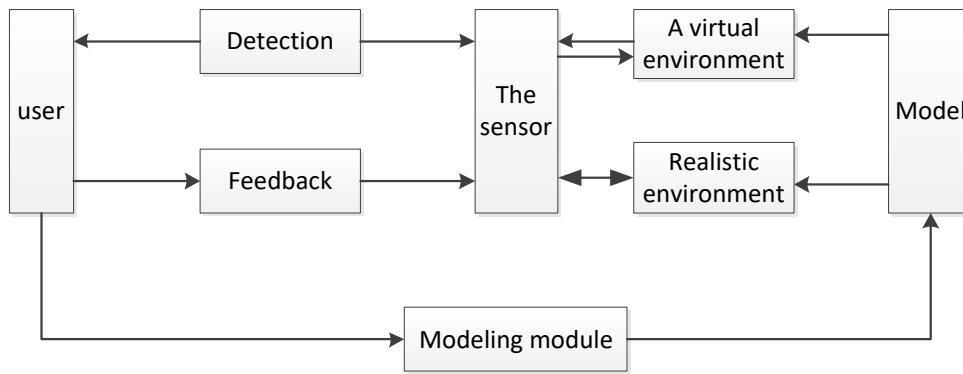 user
Detection
Feedback
The
sensor
A virtual
environment
Realistic
environment
Model
Modeling module